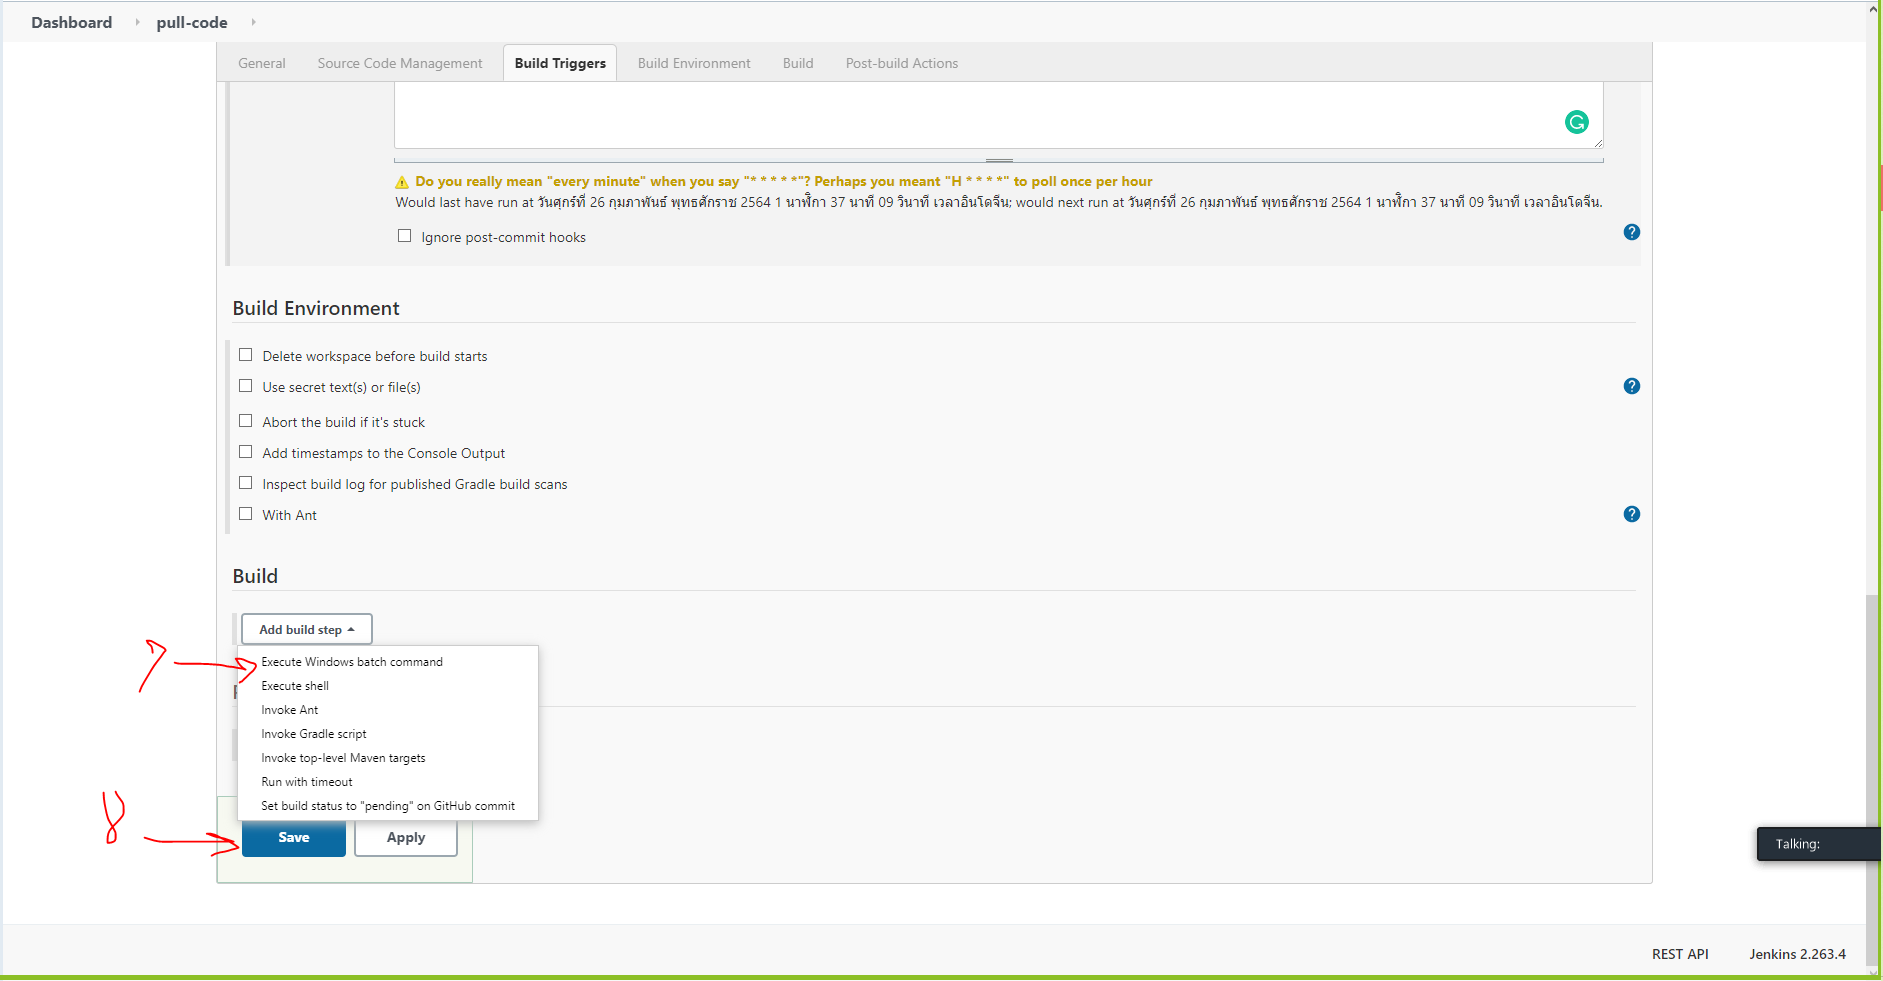 Dashboard pull-code
General Source Code Management Build Triggers Build Environment Build Post-build Actions
Do you really mean "every minute" when you say "* * * * *"? Perhaps you meant "H * * * *" to poll once per hour
Would last have run at วันศุกร์ที่ 26 กุมภาพันธ์ พุทธศักราช 2564 1 นาฬิกา 37 นาที 09 วินาที เวลาอินโดจีน; would next run at วันศุกร์ที่ 26 กุมภาพันธ์ พุทธศักราช 2564 1 นาฬิกา 37 นาที 09 วินาที เวลาอินโดจีน.
Ignore post-commit hooks
Build Environment
Delete workspace before build starts
Use secret text(s) or file(s)
Abort the build if it's stuck
Add timestamps to the Console Output
Inspect build log for published Gradle build scans
With Ant
Build
Add build step
7
Execute Windows batch command
Execute shell
Invoke Ant
Invoke Gradle script
Invoke top-level Maven targets
Run with timeout
Set build status to "pending" on GitHub commit
8
Save Apply
Talking:
REST API Jenkins 2.263.4